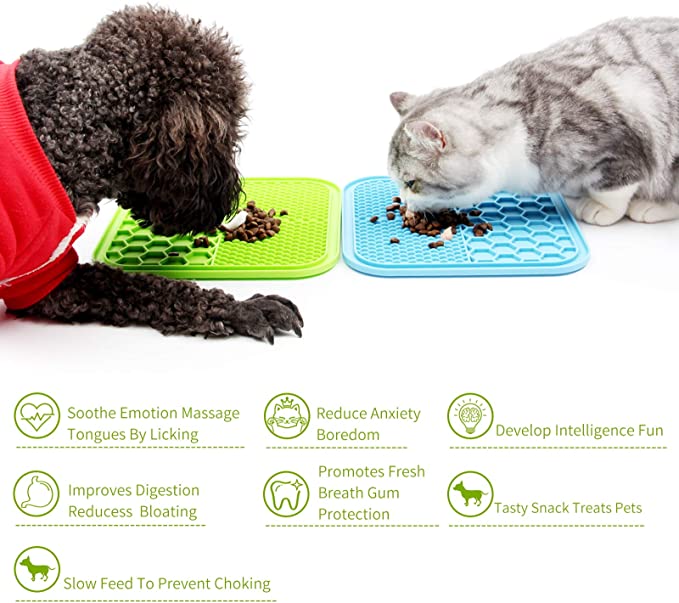 Soothe Emotion Massage
Tongues By Licking
Reduce Anxiety
Boredom
Develop Intelligence Fun
Improves Digestion
Reducess Bloating
Promotes Fresh
Breath Gum
Protection
Tasty Snack Treats Pets
Slow Feed To Prevent Choking